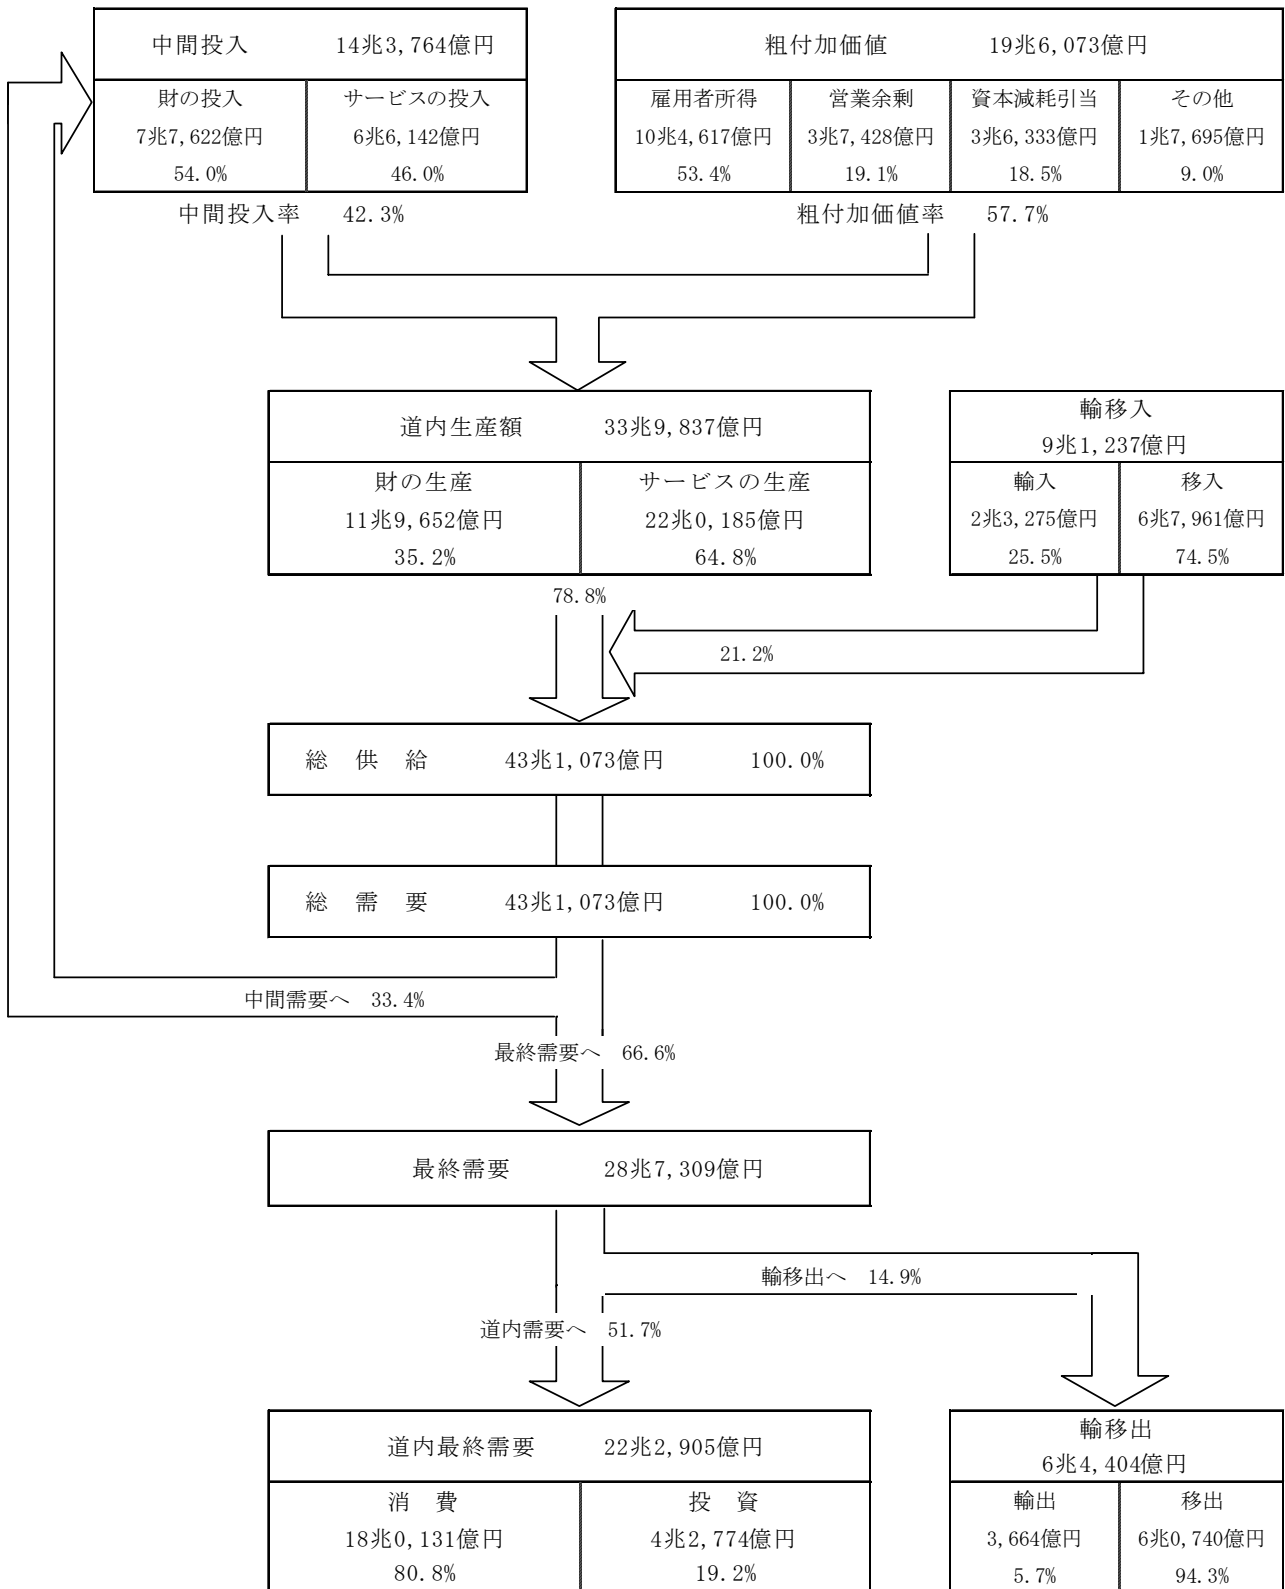 中間投入 14兆3,764億円
財の投入 サービスの投入
7兆7,622億円 6兆6,142億円
54.0% 46.0%
中間投入率 42.3%
粗付加価値 19兆6,073億円
雇用者所得 営業余剰 資本減耗引当 その他
10兆4,617億円 3兆7,428億円 3兆6,333億円 1兆7,695億円
53.4% 19.1% 18.5% 9.0%
粗付加価値率 57.7%
道内生産額 33兆9,837億円
財の生産 サービスの生産
11兆9,652億円 22兆0,185億円
35.2% 64.8%
輸移入
9兆1,237億円
輸入 移入
2兆3,275億円 6兆7,961億円
25.5% 74.5%
78.8%
21.2%
総 供 給 43兆1,073億円 100.0%
総 需 要 43兆1,073億円 100.0%
中間需要へ 33.4%
最終需要へ 66.6%
最終需要 28兆7,309億円
輸移出へ 14.9%
道内需要へ 51.7%
道内最終需要 22兆2,905億円
消 費 投 資
18兆0,131億円 4兆2,774億円
80.8% 19.2%
輸移出
6兆4,404億円
輸出 移出
3,664億円 6兆0,740億円
5.7% 94.3%